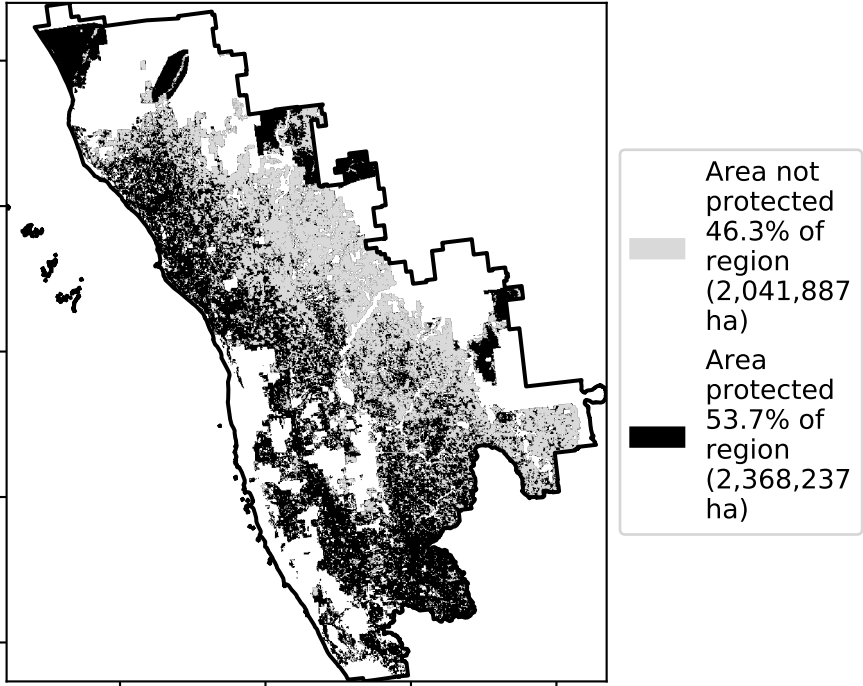 Area not
protected
46.3% of
region
(2,041,887
ha)
Area
protected
53.7% of
region
(2,368,237
ha)